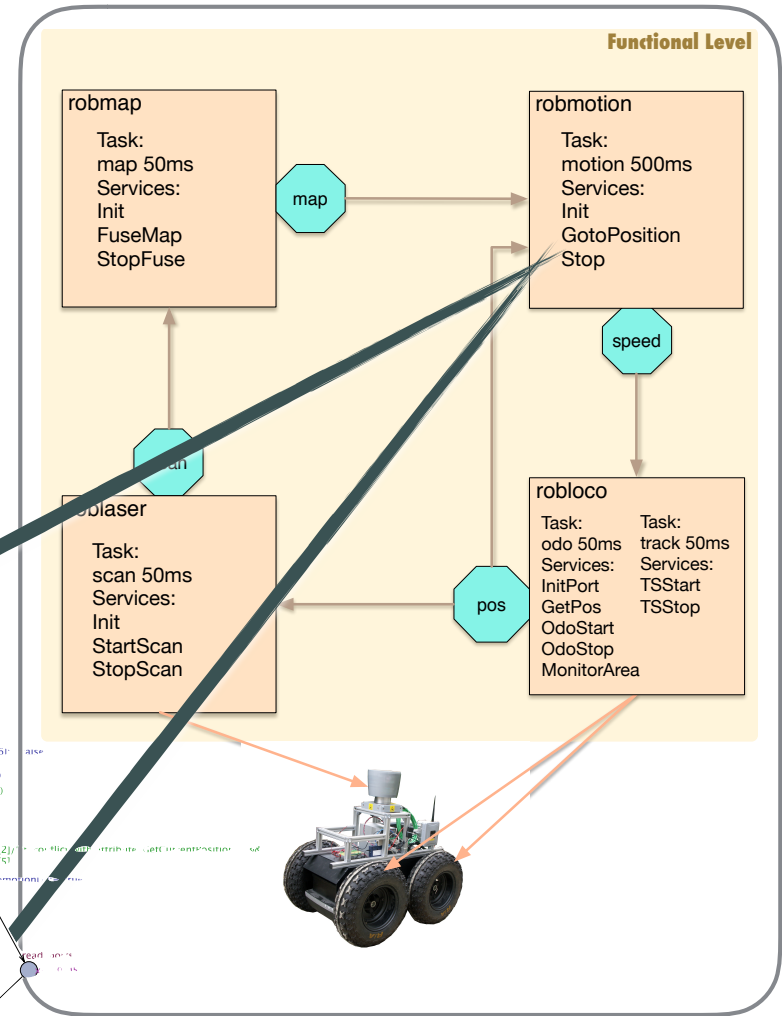 Functional Level
robmap
Task:
map 50ms
Services:
Init
FuseMap
StopFuse
map
robmotion
Task:
motion 500ms
Services:
Init
GotoPosition
Stop
speed
roblaser
Task:
scan 50ms
Services:
Init
StartScan
StopScan
pos
robloco
Task:
odo 50ms
Services:
InitPort
GetPos
OdoStart
OdoStop
MonitorArea
Task:
track 50ms
Services:
TSStart
TSStop